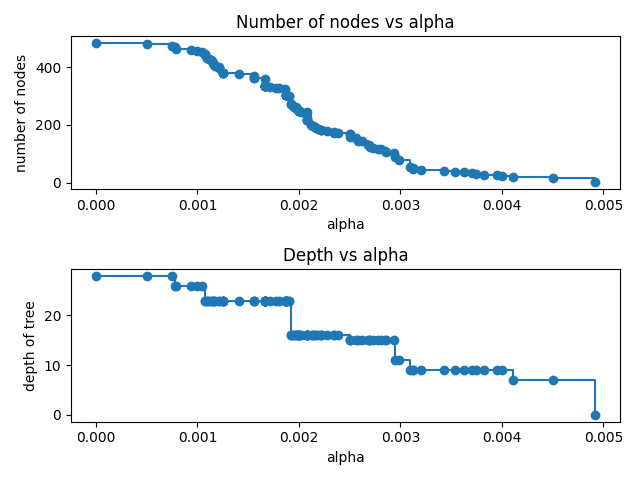 Number of nodes vs alpha
number of nodes
400
200
0
0.000 0.001 0.002 0.003 0.004 0.005
alpha
Depth vs alpha
depth of tree
20
10
0
0.000 0.001 0.002 0.003 0.004 0.005
alpha